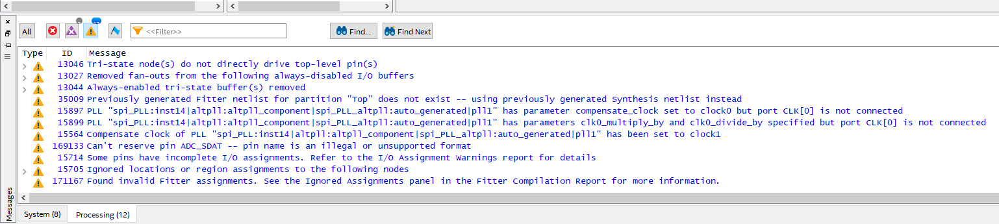 All <<Filter>> Find... Find Next
Type ID Message
13046 Tri-state node(s) do not directly drive top-level pin(s)
13027 Removed fan-outs from the following always-disabled I/O buffers
13044 Always-enabled tri-state buffer(s) removed
35009 Previously generated Fitter netlist for partition "Top" does not exist -- using previously generated Synthesis netlist instead
15897 PLL "spi_PLL:inst14|altpll:altpll_component|spi_PLL_altpll:auto_generated|pll1" has parameter compensate_clock set to clock0 but port CLK[0] is not connected
15899 PLL "spi_PLL:inst14|altpll:altpll_component|spi_PLL_altpll:auto_generated|pll1" has parameters clk0_multiply_by and clk0_divide_by specified but port CLK[0] is not connected
15564 Compensate clock of PLL "spi_PLL:inst14|altpll:altpll_component|spi_PLL_altpll:auto_generated|pll1" has been set to clock1
169133 Can't reserve pin ADC_SDAT -- pin name is an illegal or unsupported format
15714 Some pins have incomplete I/O assignments. Refer to the I/O Assignment Warnings report for details
15705 Ignored locations or region assignments to the following nodes
171167 Found invalid Fitter assignments. See the Ignored Assignments panel in the Fitter Compilation Report for more information.
Messages
System (8) Processing (12)